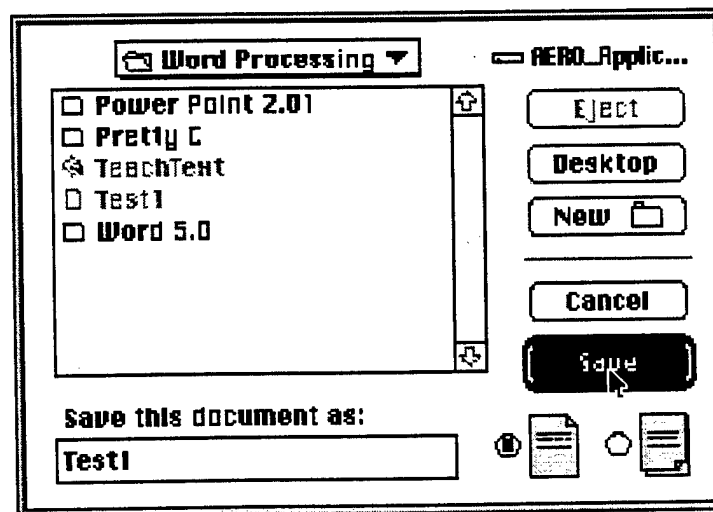 Word Processing
AERO_Applic...
Power Point 2.01
Pretty C
TeachText
Test1
Word 5.0
Eject
Desktop
New
Cancel
Save
Save this document as:
Test1